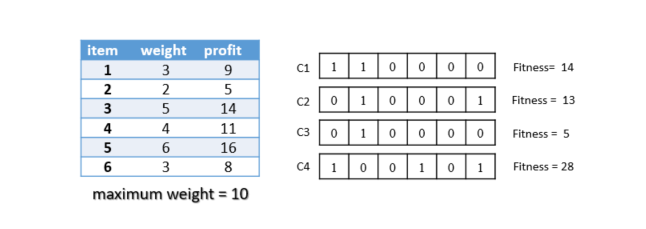 item weight profit
1 3 9
2 2 5
3 5 14
4 4 11
5 6 16
6 3 8
maximum weight = 10
C1 1 1 0 0 0 0 Fitness= 14
C2 0 1 0 0 0 1 Fitness = 13
C3 0 1 0 0 0 0 Fitness = 5
C4 1 0 0 1 0 1 Fitness = 28